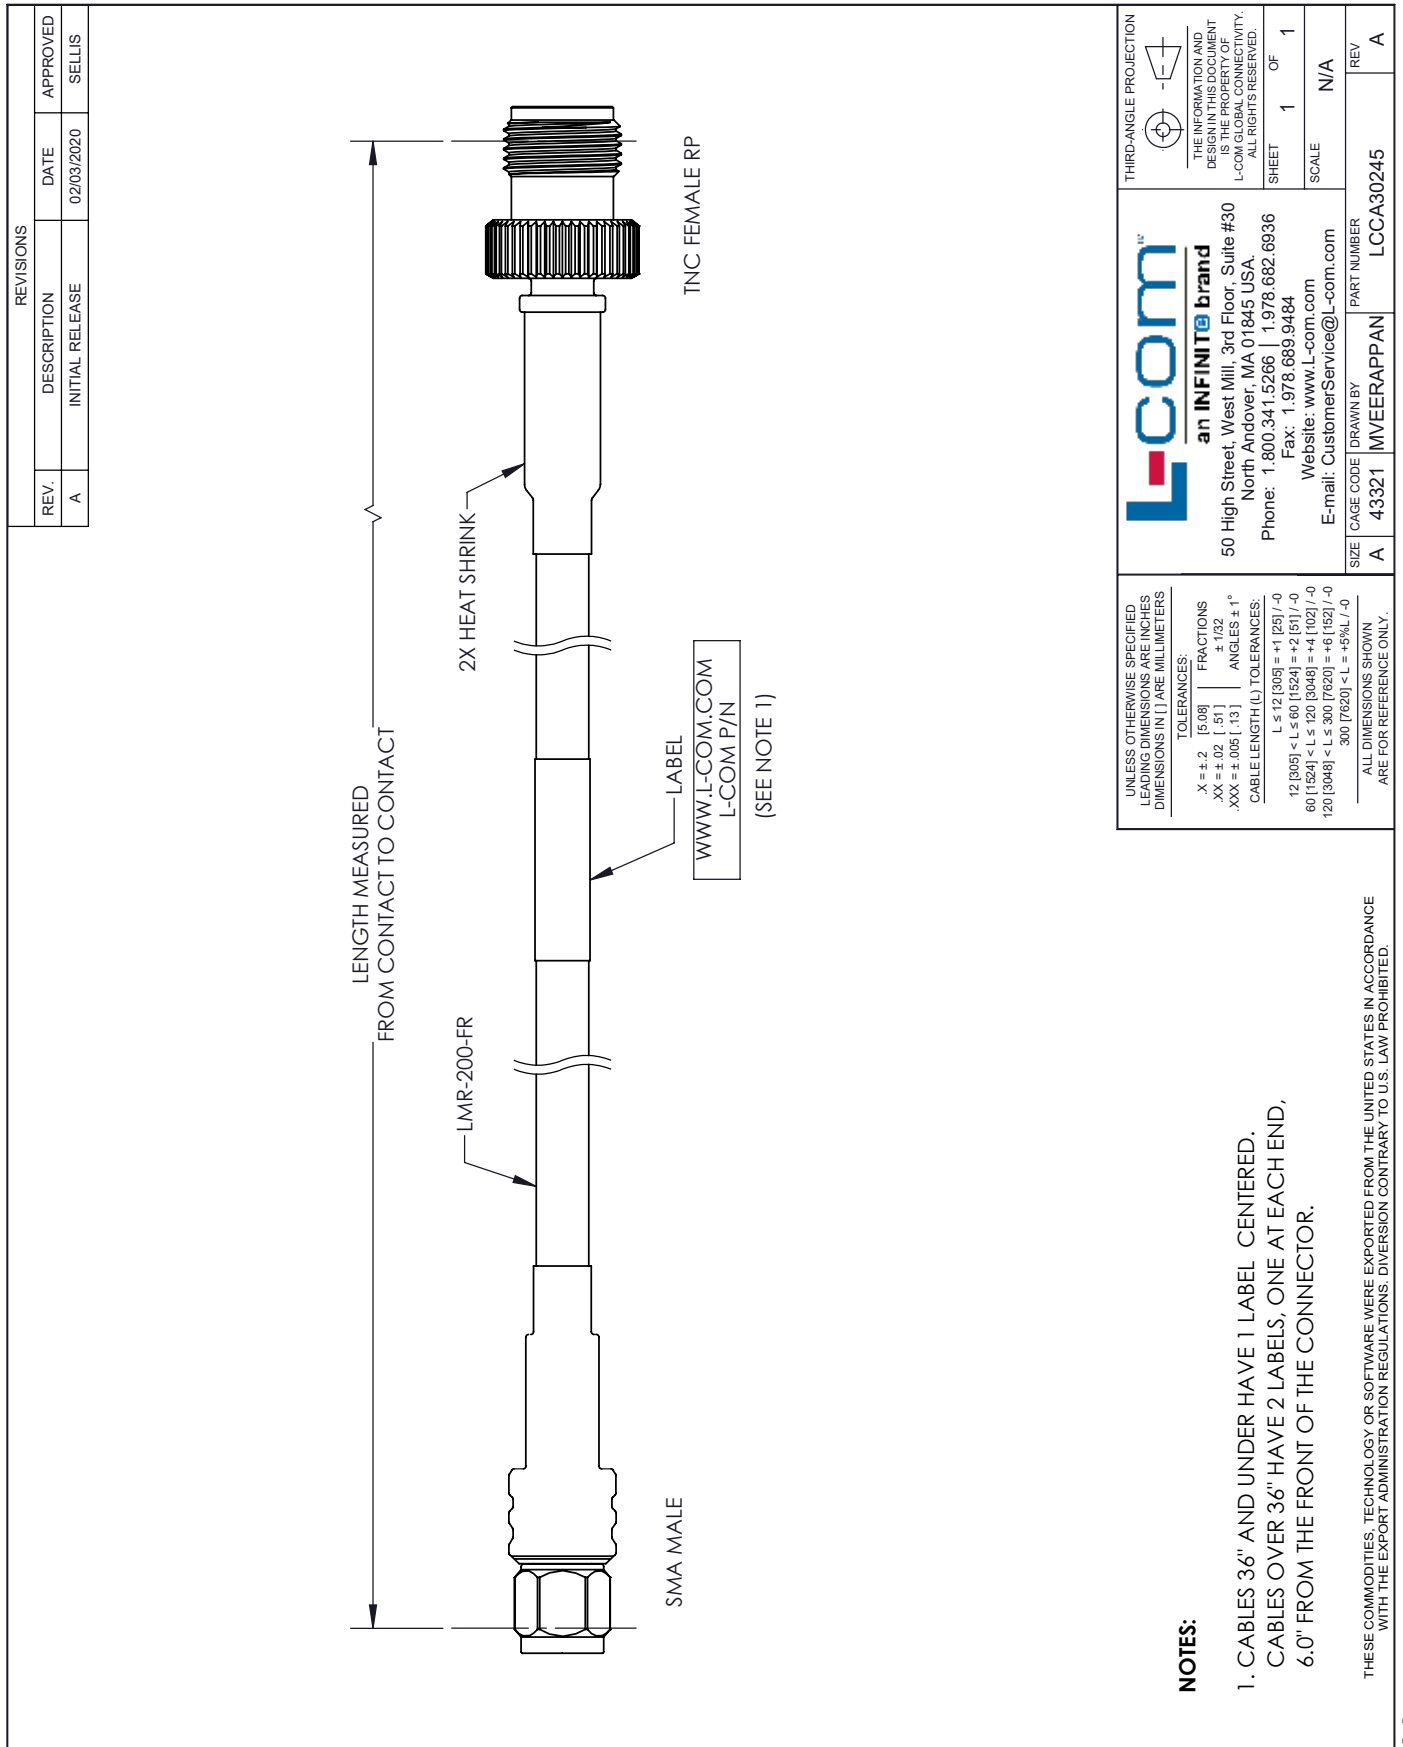 REVISIONS
REV. DESCRIPTION DATE APPROVED
A INITIAL RELEASE 02/03/2020 SELLIS
LENGTH MEASURED
FROM CONTACT TO CONTACT
LMR-200-FR
2X HEAT SHRINK
LABEL
WWW.L-COM.COM
L-COM P/N
(SEE NOTE 1)
SMA MALE
TNC FEMALE RP
NOTES:
1. CABLES 36" AND UNDER HAVE 1 LABEL CENTERED.
CABLES OVER 36" HAVE 2 LABELS, ONE AT EACH END,
6.0" FROM THE FRONT OF THE CONNECTOR.
THESE COMMODITIES, TECHNOLOGY OR SOFTWARE WERE EXPORTED FROM THE UNITED STATES IN ACCORDANCE
WITH THE EXPORT ADMINISTRATION REGULATIONS. DIVERSION CONTRARY TO U.S. LAW PROHIBITED.
UNLESS OTHERWISE SPECIFIED
LEADING DIMENSIONS ARE INCHES
DIMENSIONS IN [ ] ARE MILLIMETERS
TOLERANCES:
.X = ±.2 [5.08] FRACTIONS
.XX = ±.02 [.51] ± 1/32
.XXX = ±.005 [.13] ANGLES ± 1°
CABLE LENGTH (L) TOLERANCES:
L ≤ 12 [305] = +1 [25] / -0
12 [305] < L ≤ 60 [1524] = +2 [51] / -0
60 [1524] < L ≤ 120 [3048] = +4 [102] / -0
120 [3048] < L ≤ 300 [7620] = +6 [152] / -0
300 [7620] < L = +5%L / -0
ALL DIMENSIONS SHOWN
ARE FOR REFERENCE ONLY.
L-com
an INFINITe brand
50 High Street, West Mill, 3rd Floor, Suite #30
North Andover, MA 01845 USA.
Phone: 1.800.341.5266 | 1.978.682.6936
Fax: 1.978.689.9484
Website: www.L-com.com
E-mail: CustomerService@L-com.com
THIRD-ANGLE PROJECTION
THE INFORMATION AND
DESIGN IN THIS DOCUMENT
IS THE PROPERTY OF
L-COM GLOBAL CONNECTIVITY.
ALL RIGHTS RESERVED.
SHEET 1 OF 1
SCALE N/A
SIZE A
CAGE CODE 43321
DRAWN BY MVEERAPPAN
PART NUMBER LCCA30245
REV A